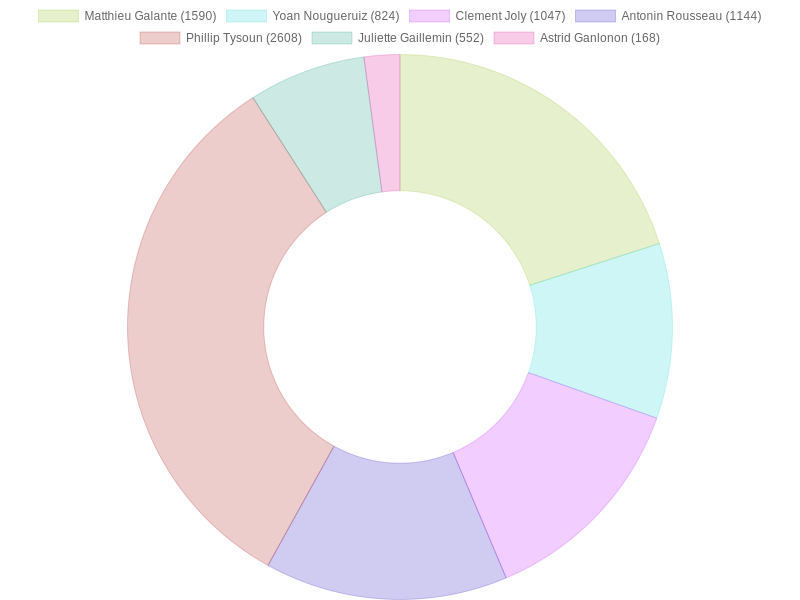 Matthieu Galante (1590) Yoan Nougueruiz (824) Clement Joly (1047) Antonin Rousseau (1144)
Phillip Tysoun (2608) Juliette Gaillemin (552) Astrid Ganlonon (168)